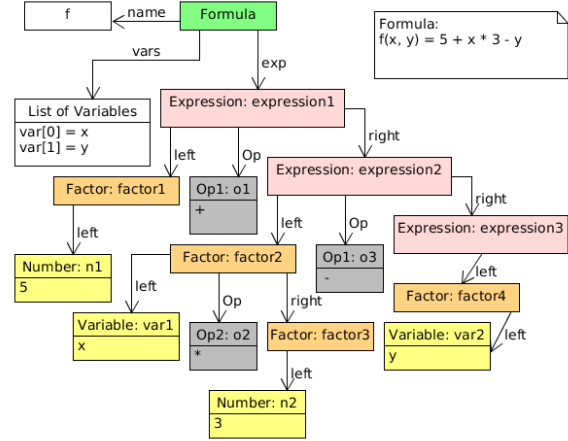 f
name
Formula
Formula:
f(x, y) = 5 + x * 3 - y
vars
exp
List of Variables
var[0] = x
var[1] = y
Expression: expression1
left
Op
right
Factor: factor1
Op1: o1
+
Expression: expression2
left
Op
right
left
Number: n1
5
Factor: factor2
Op1: o3
-
Expression: expression3
left
Op
right
left
Variable: var1
x
Op2: o2
*
Factor: factor3
Factor: factor4
Variable: var2
y
left
left
Number: n2
3